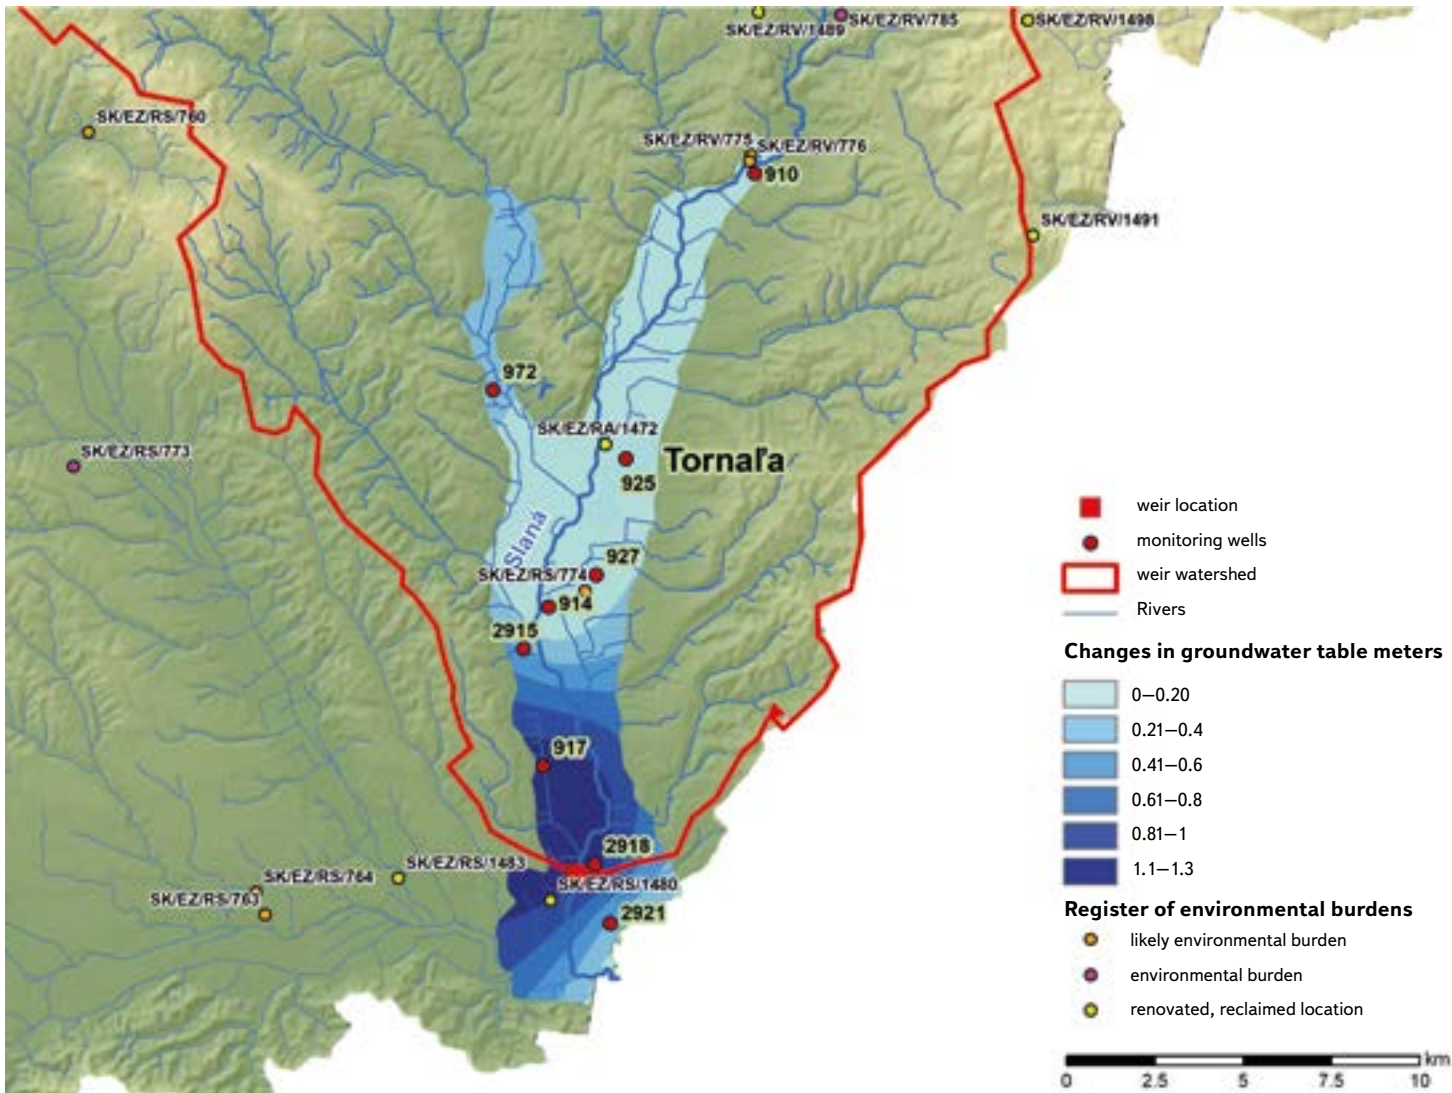 SK/EZ/RV/1489
SK/EZ/RV/785
SK/EZ/RV/1498
SK/EZ/RS/760
SK/EZ/RV/775
SK/EZ/RV/776
910
SK/EZ/RV/1491
972
SK/EZ/RA/1472
Tornaľa
925
SK/EZ/RS/773
Slaná
927
SK/EZ/RS/774
914
2915
917
2918
SK/EZ/RS/1483
SK/EZ/RS/764
SK/EZ/RS/1480
SK/EZ/RS/763
2921
weir location
monitoring wells
weir watershed
Rivers
Changes in groundwater table meters
0–0.20
0.21–0.4
0.41–0.6
0.61–0.8
0.81–1
1.1–1.3
Register of environmental burdens
likely environmental burden
environmental burden
renovated, reclaimed location
km
0 2.5 5 7.5 10